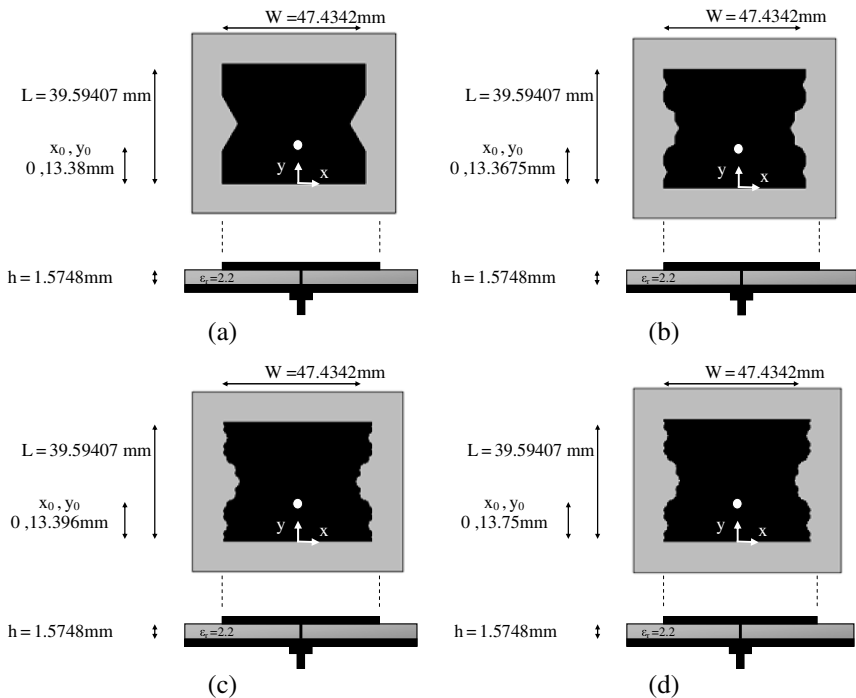 W =47.4342mm
L = 39.59407 mm
x₀ , y₀
0 ,13.38mm
y
x
h = 1.5748mm
εᵣ=2.2
(a)
W =47.4342mm
L = 39.59407 mm
x₀ , y₀
0 ,13.3675mm
y
x
h = 1.5748mm
εᵣ=2.2
(b)
W =47.4342mm
L = 39.59407 mm
x₀ , y₀
0 ,13.396mm
y
x
h = 1.5748mm
εᵣ=2.2
(c)
W =47.4342mm
L = 39.59407 mm
x₀ , y₀
0 ,13.75mm
y
x
h = 1.5748mm
εᵣ=2.2
(d)